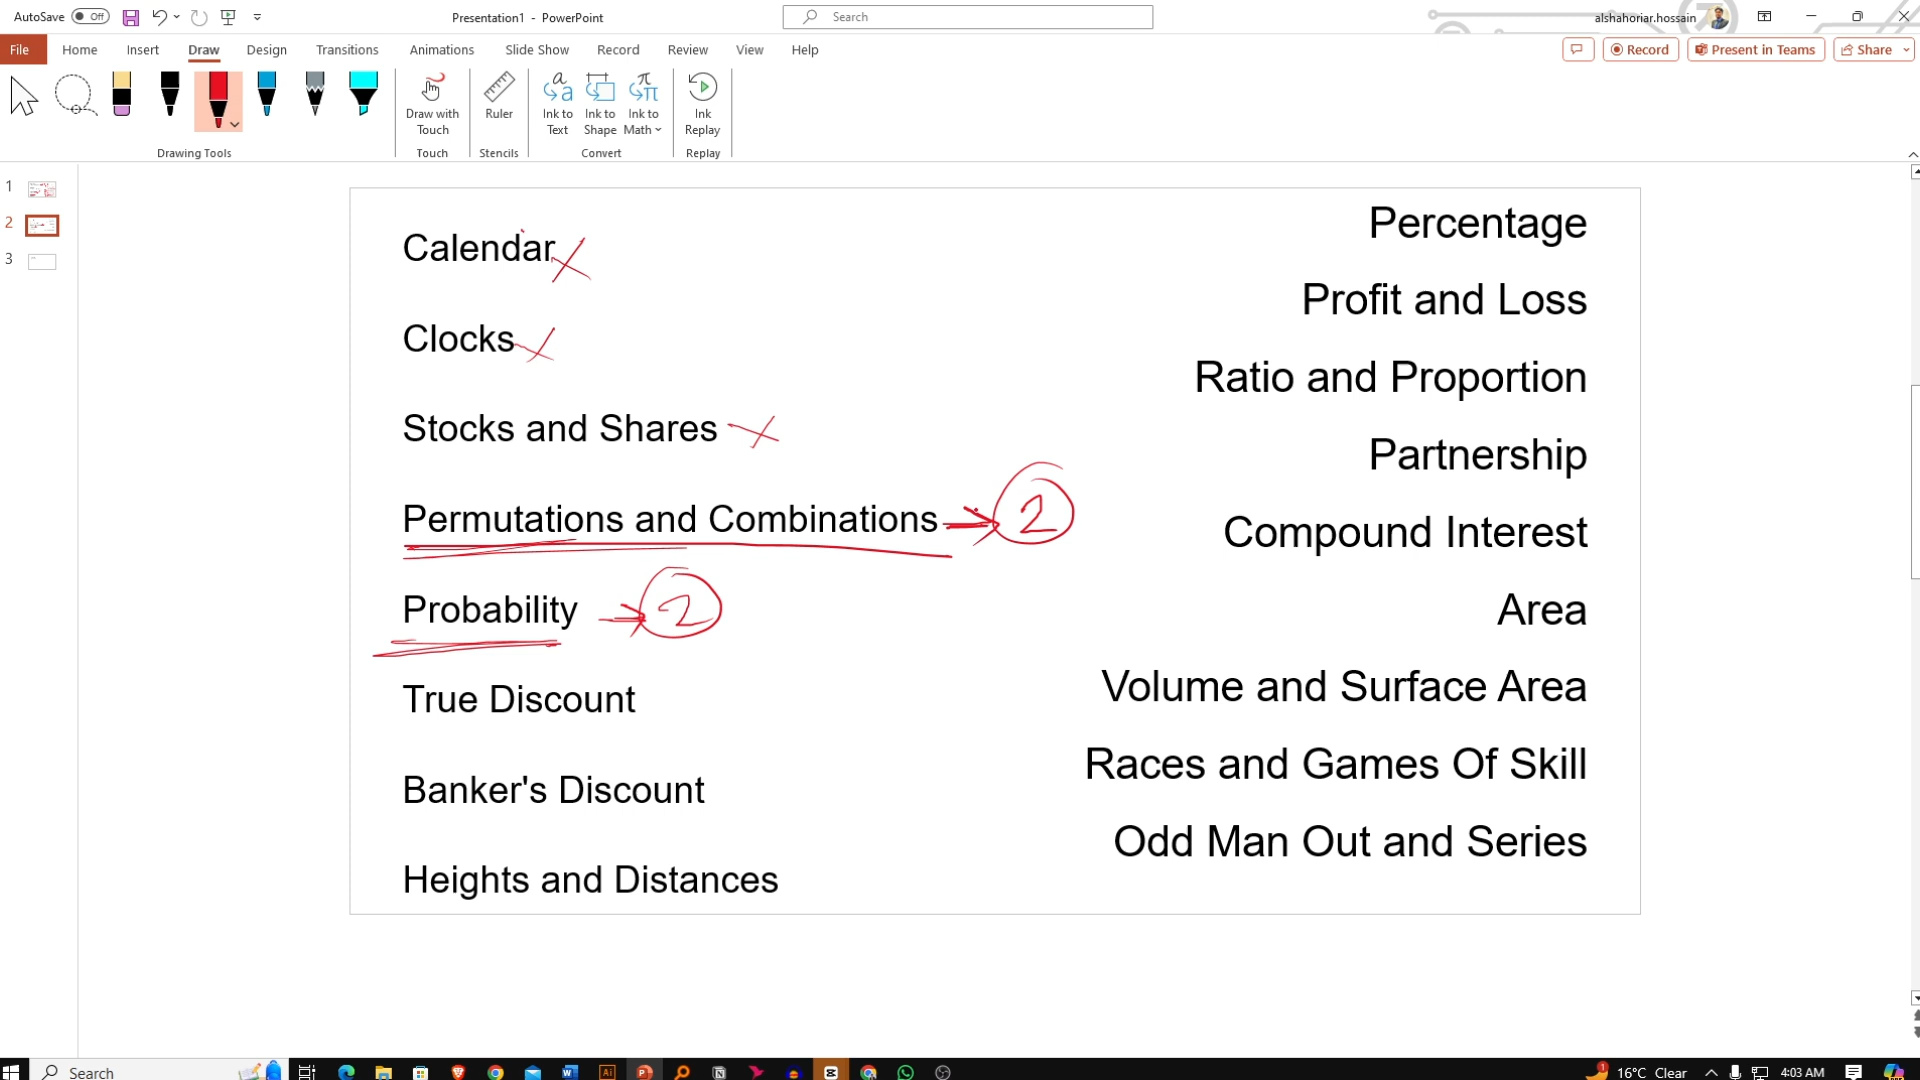 AutoSave Off Presentation1 - PowerPoint Search alshahoriar.hossain
File Home Insert Draw Design Transitions Animations Slide Show Record Review View Help Record Present in Teams Share
Draw with Touch
Ruler
Ink to Text
Ink to Shape
Ink to Math
Ink Replay
Drawing Tools Touch Stencils Convert Replay
1
2
3
Calendar
Clocks
Stocks and Shares
Permutations and Combinations 2
Probability 2
True Discount
Banker's Discount
Heights and Distances
Percentage
Profit and Loss
Ratio and Proportion
Partnership
Compound Interest
Area
Volume and Surface Area
Races and Games Of Skill
Odd Man Out and Series
Search 1 16°C Clear 4:03 AM